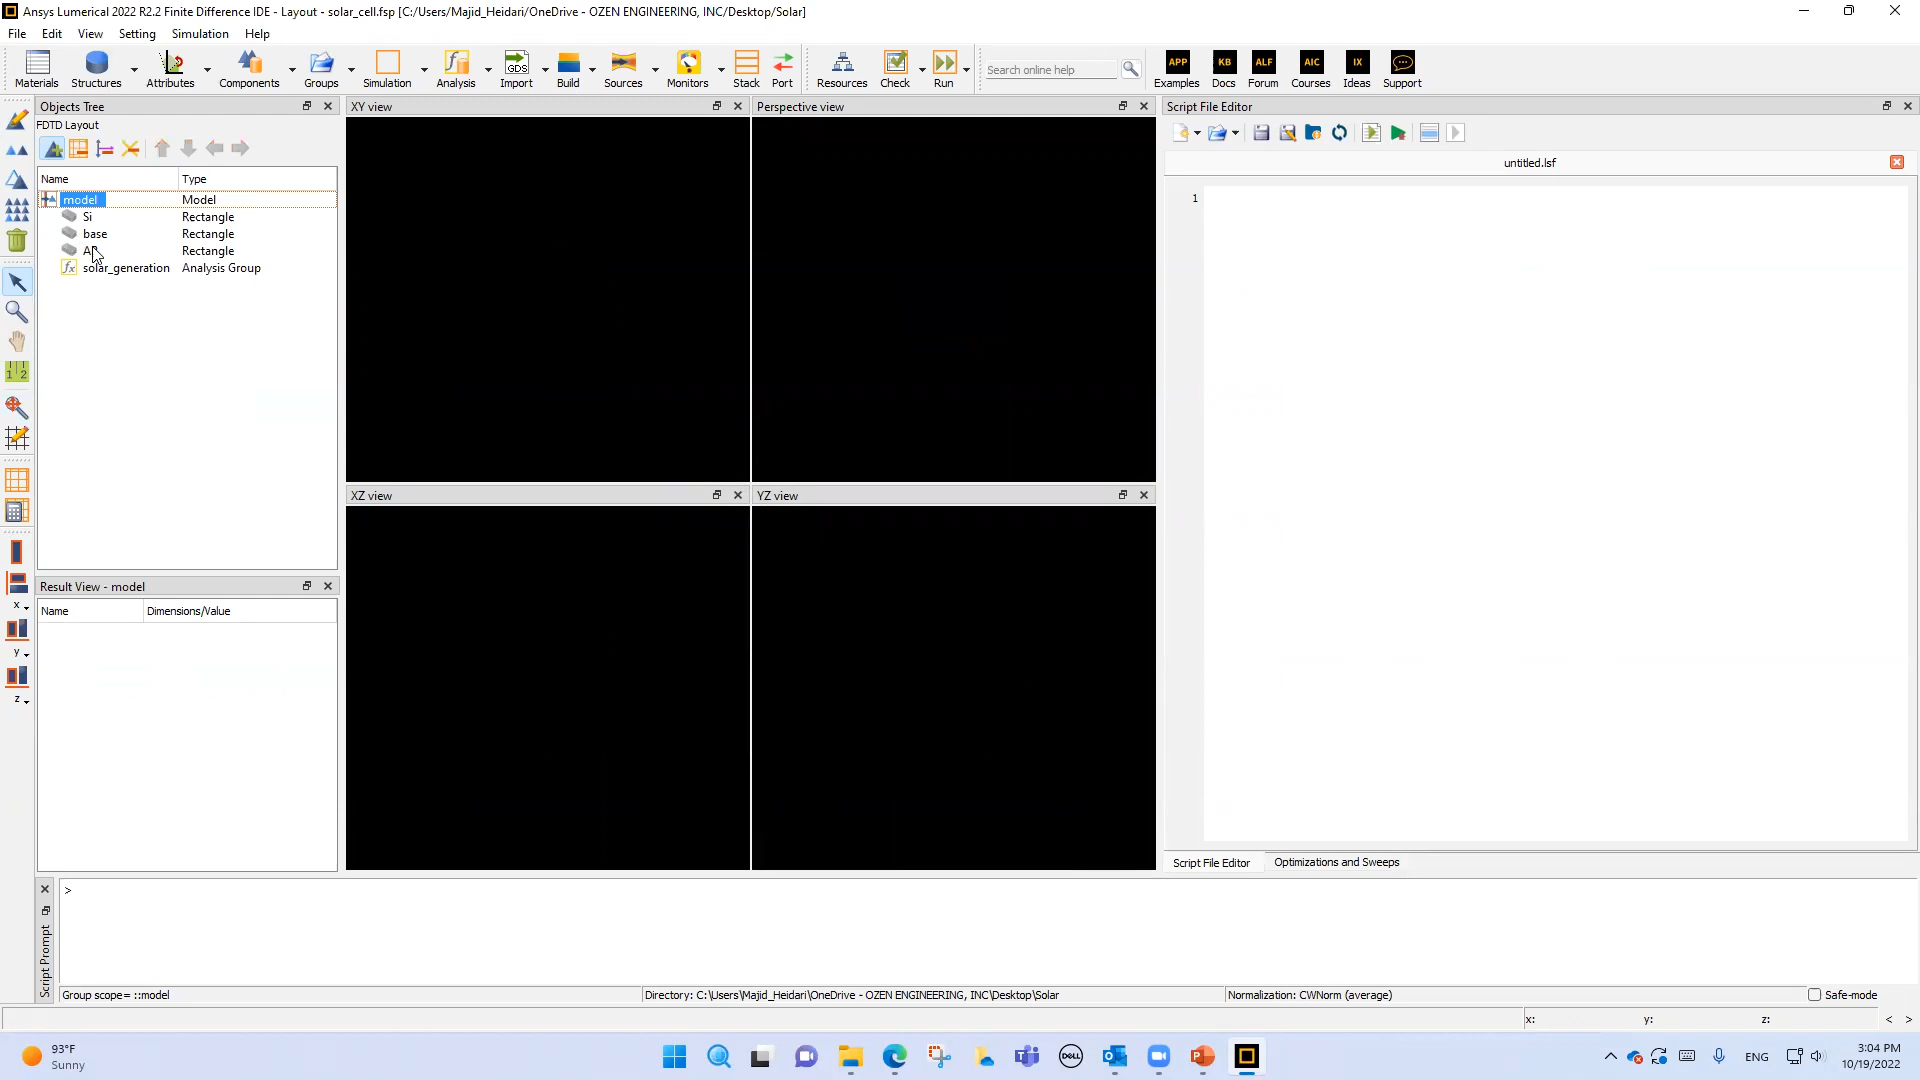 Ansys Lumerical 2022 R2.2 Finite Difference IDE - Layout - solar_cell.fsp [C:/Users/Majid_Heidari/OneDrive - OZEN ENGINEERING, INC/Desktop/Solar]
File Edit View Setting Simulation Help
GDS APP KB ALF AIC IX
Materials Structures Attributes Components Groups Simulation Analysis Import Build Sources Monitors Stack Port Resources Check Run Search online help Examples Docs Forum Courses Ideas Support
Objects Tree XY view Perspective view Script File Editor
FDTD Layout
untitled.lsf
Name Type
model Model 1
Si Rectangle
base Rectangle
Rectangle
fx solar_generation Analysis Group
1 2
XZ view YZ view
Result View - model
Name Dimensions/Value
x
y
z
Script File Editor Optimizations and Sweeps
>
Script Prompt
Group scope= ::model Directory: C:\Users\Majid_Heidari\OneDrive - OZEN ENGINEERING, INC\Desktop\Solar Normalization: CWNorm (average) Safe-mode
x: y: z: < >
93°F
Sunny
DELL
ENG
3:04 PM
10/19/2022